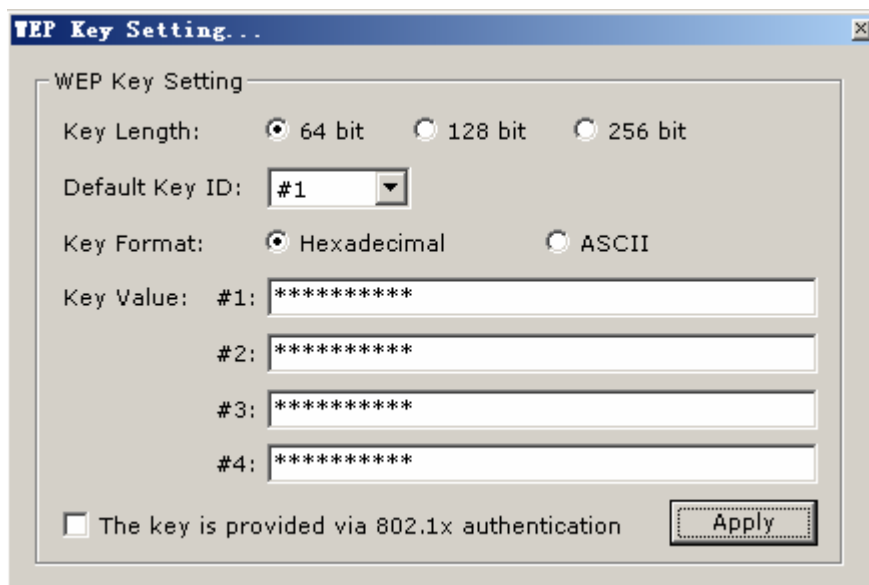 WEP Key Setting...
WEP Key Setting
Key Length: 64 bit 128 bit 256 bit
Default Key ID: #1
Key Format: Hexadecimal ASCII
Key Value: #1: **********
#2: **********
#3: **********
#4: **********
The key is provided via 802.1x authentication Apply